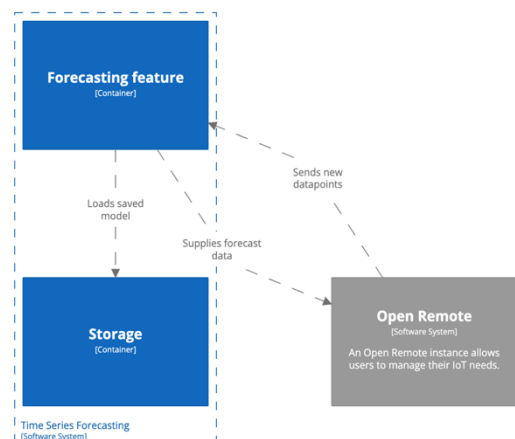 Forecasting feature
[Container]
Sends new
datapoints
Loads saved
model
Supplies forecast
data
Storage
[Container]
Open Remote
[Software System]
An Open Remote instance allows
users to manage their IoT needs.
Time Series Forecasting
[Software System]